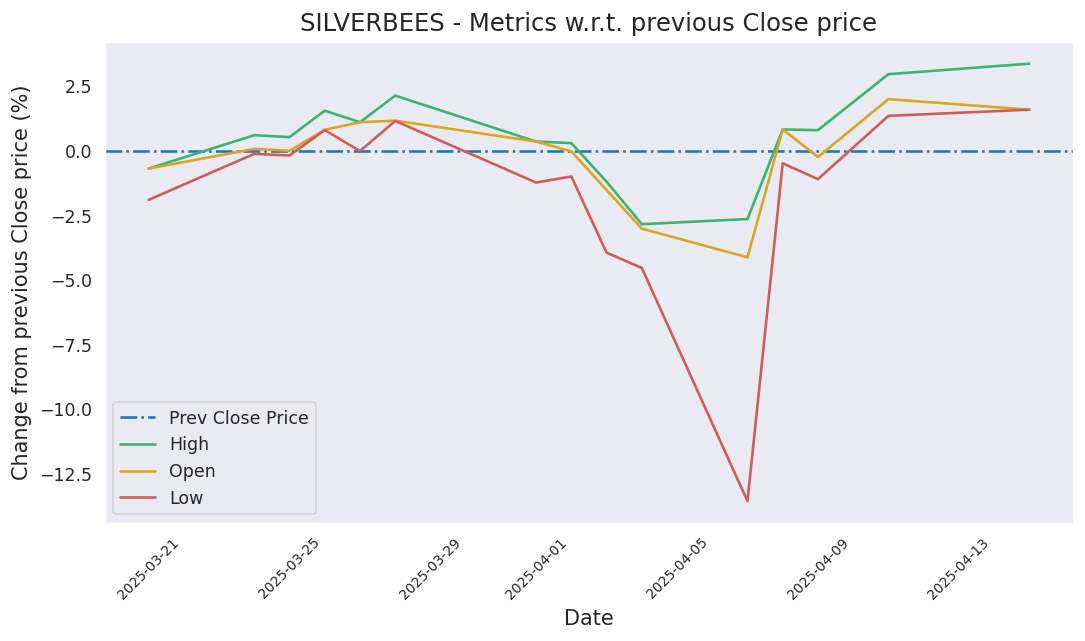 SILVERBEES - Metrics w.r.t. previous Close price
Change from previous Close price (%)
2.5
0.0
−2.5
−5.0
−7.5
−10.0
−12.5
Prev Close Price
High
Open
Low
2025-03-21
2025-03-25
2025-03-29
2025-04-01
2025-04-05
2025-04-09
2025-04-13
Date